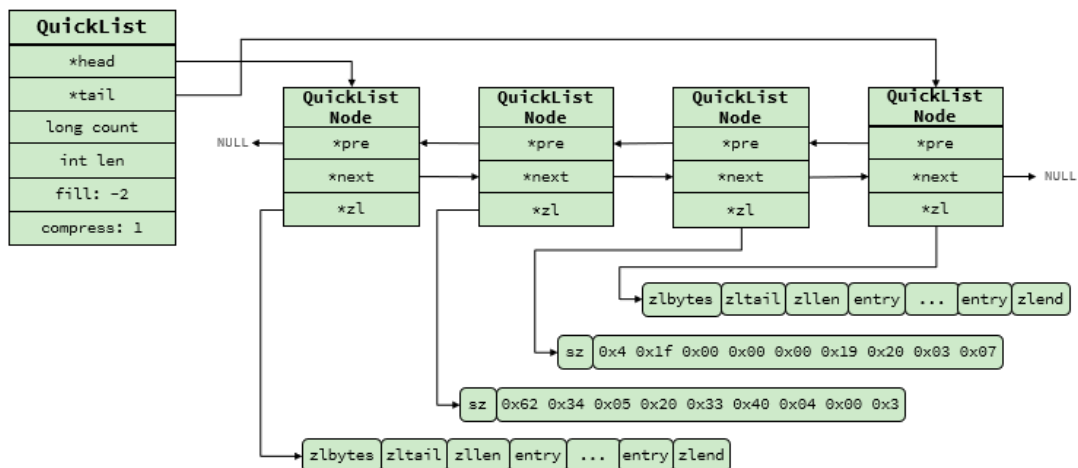 QuickList
*head
*tail
long count
int len
fill: -2
compress: 1
QuickList
Node
*pre
*next
*zl
QuickList
Node
*pre
*next
*zl
QuickList
Node
*pre
*next
*zl
QuickList
Node
*pre
*next
*zl
NULL
NULL
zlbytes zltail zllen entry ... entry zlend
sz 0x4 0x1f 0x00 0x00 0x00 0x19 0x20 0x03 0x07
sz 0x62 0x34 0x05 0x20 0x33 0x40 0x04 0x00 0x3
zlbytes zltail zllen entry ... entry zlend